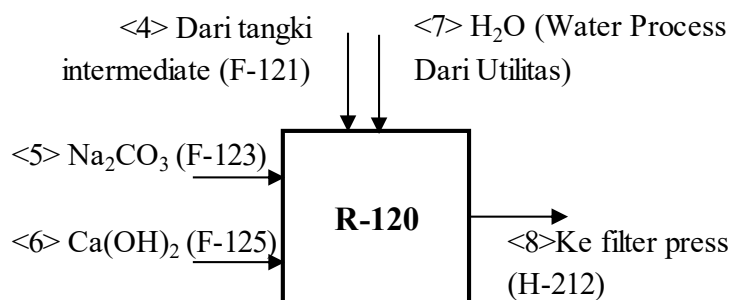 <4> Dari tangki
intermediate (F-121)
<7> H₂O (Water Process
Dari Utilitas)
<5> Na₂CO₃ (F-123)
R-120
<6> Ca(OH)₂ (F-125)
<8>Ke filter press
(H-212)